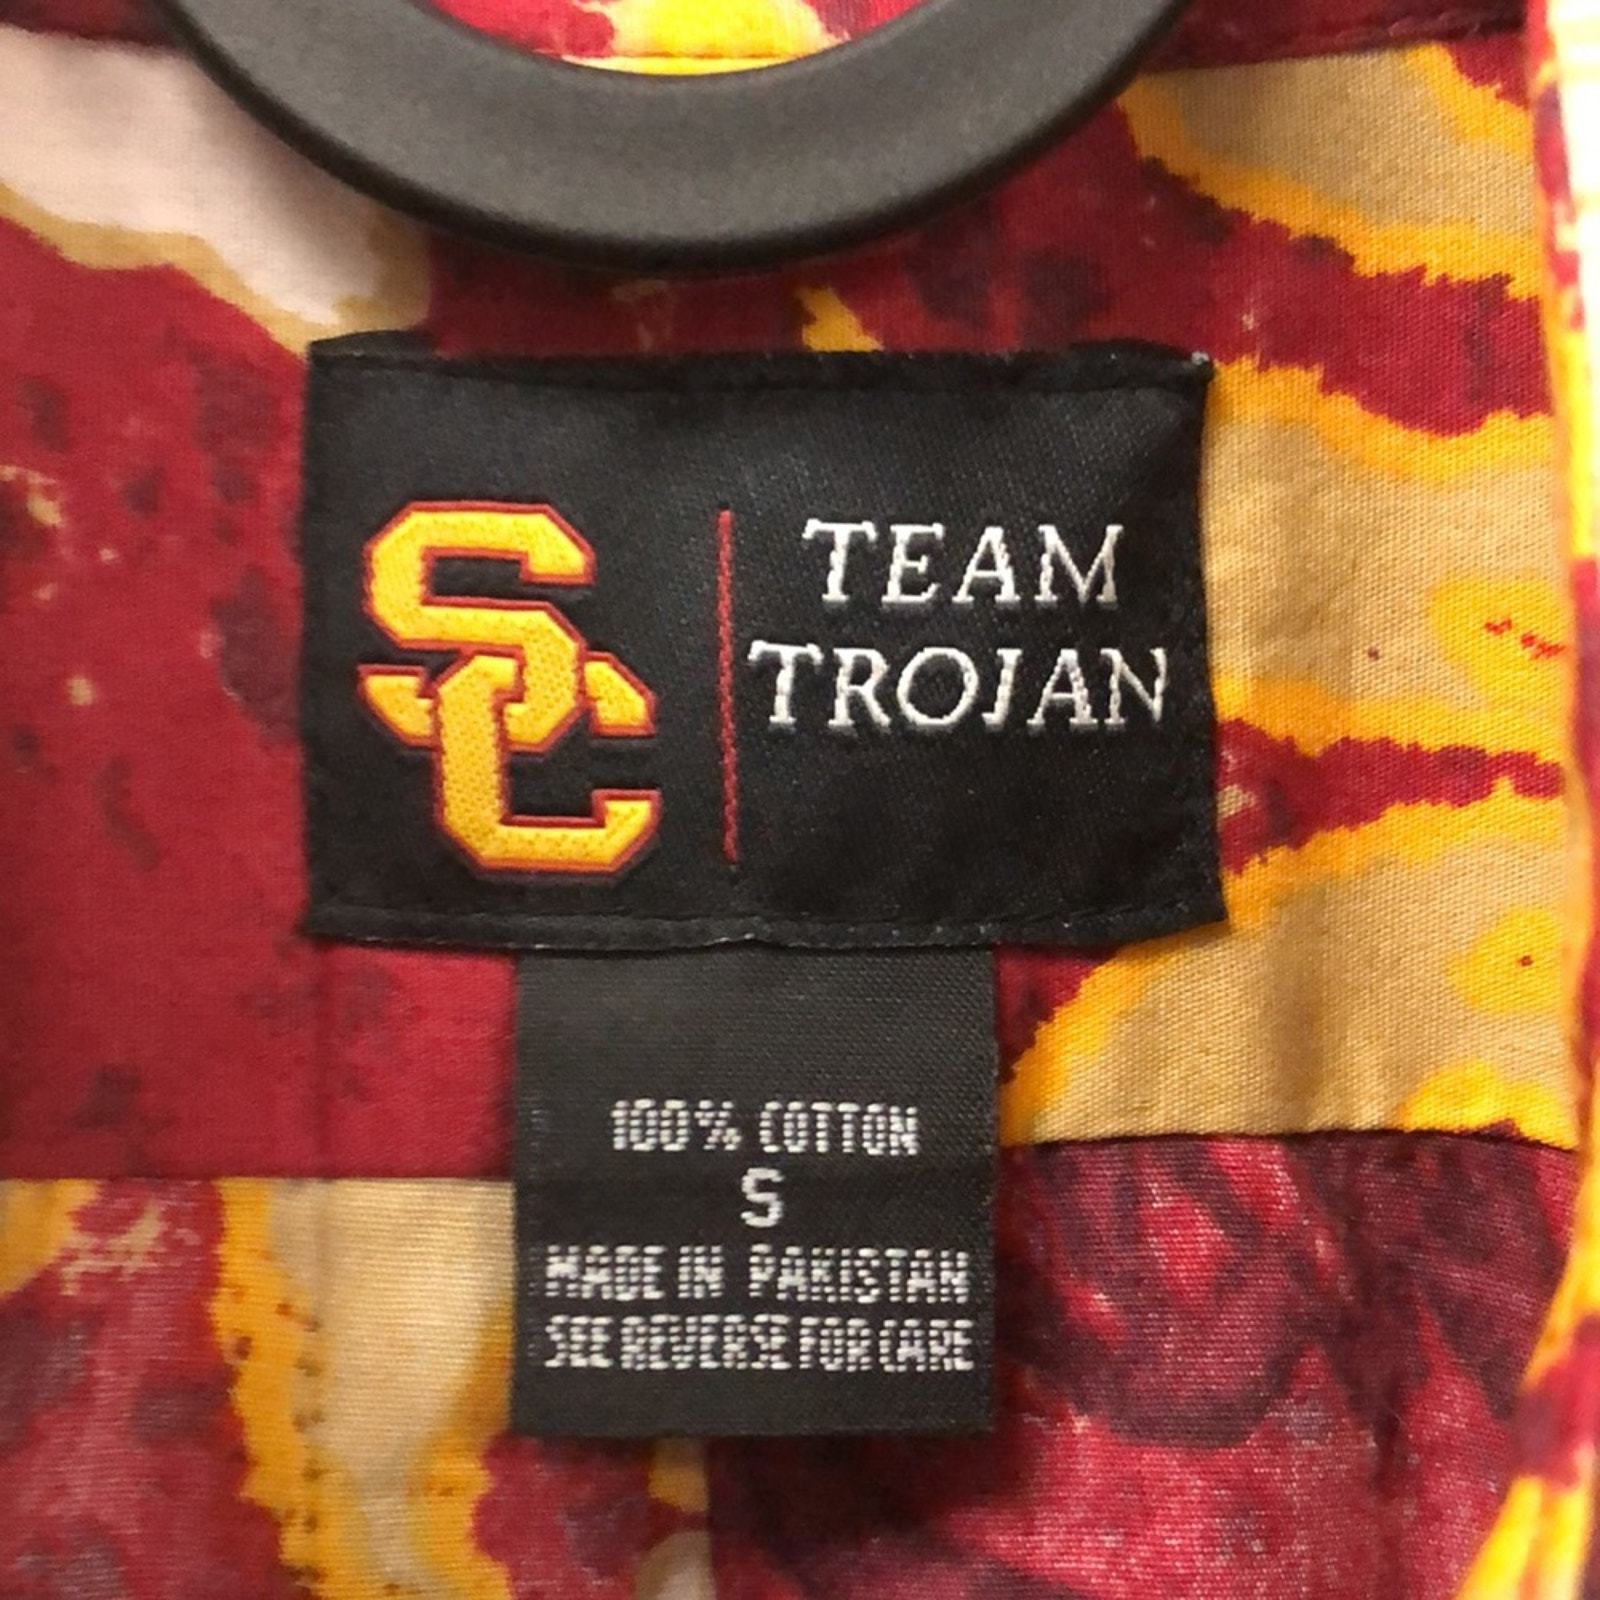 SC
TEAM
TROJAN
100% COTTON
S
MADE IN PAKISTAN
SEE REVERSE FOR CARE